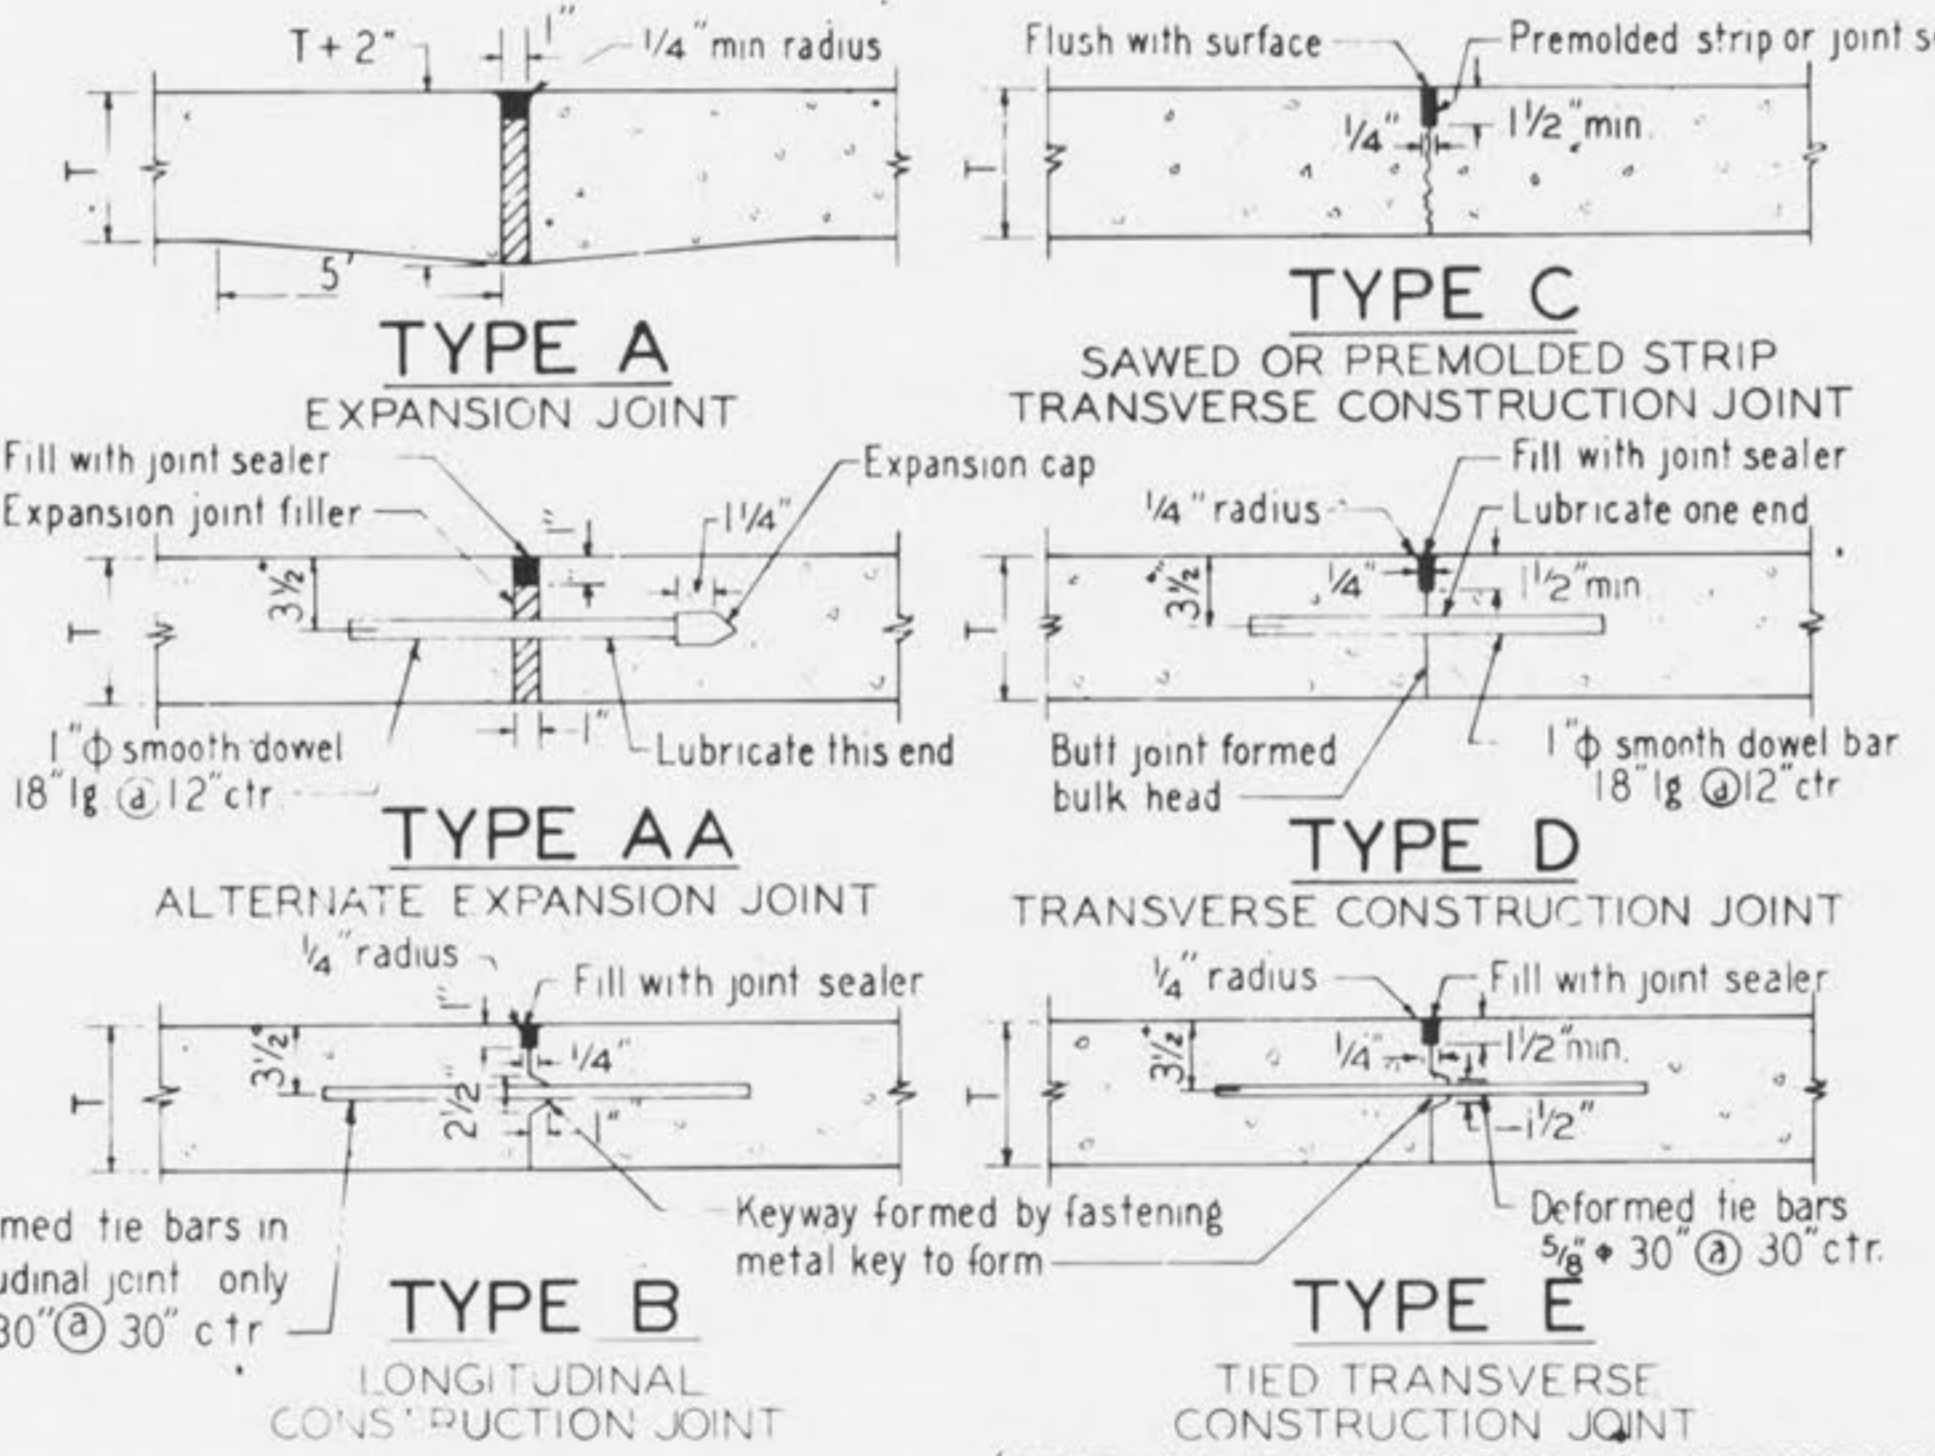 T + 2"
1"
1/4" min radius
T
5'
TYPE A
EXPANSION JOINT
Flush with surface
Premolded strip or joint
1/4"
1 1/2" min.
T
TYPE C
SAWED OR PREMOLDED STRIP
TRANSVERSE CONSTRUCTION JOINT
Fill with joint sealer
Expansion joint filler
Expansion cap
1"
1 1/4"
3 1/2"
T
1"
1" ϕ smooth dowel
18" lg @ 12" ctr
Lubricate this end
TYPE AA
ALTERNATE EXPANSION JOINT
Fill with joint sealer
1/4" radius
Lubricate one end
3 1/2"
1/4"
1 1/2" min
T
Butt joint formed
bulk head
1" ϕ smooth dowel bar
18" lg @ 12" ctr
TYPE D
TRANSVERSE CONSTRUCTION JOINT
1/4" radius
Fill with joint sealer
1"
3 1/2"
1/4"
2 1/2"
1"
T
tie bars in
joint only
30" @ 30" ctr
Keyway formed by fastening
metal key to form
TYPE B
LONGITUDINAL
CONSTRUCTION JOINT
1/4" radius
Fill with joint sealer
3 1/2"
1/4"
1 1/2" min.
1 1/2"
T
Deformed tie bars
5/8" ϕ 30" @ 30" ctr.
TYPE E
TIED TRANSVERSE
CONSTRUCTION JOINT